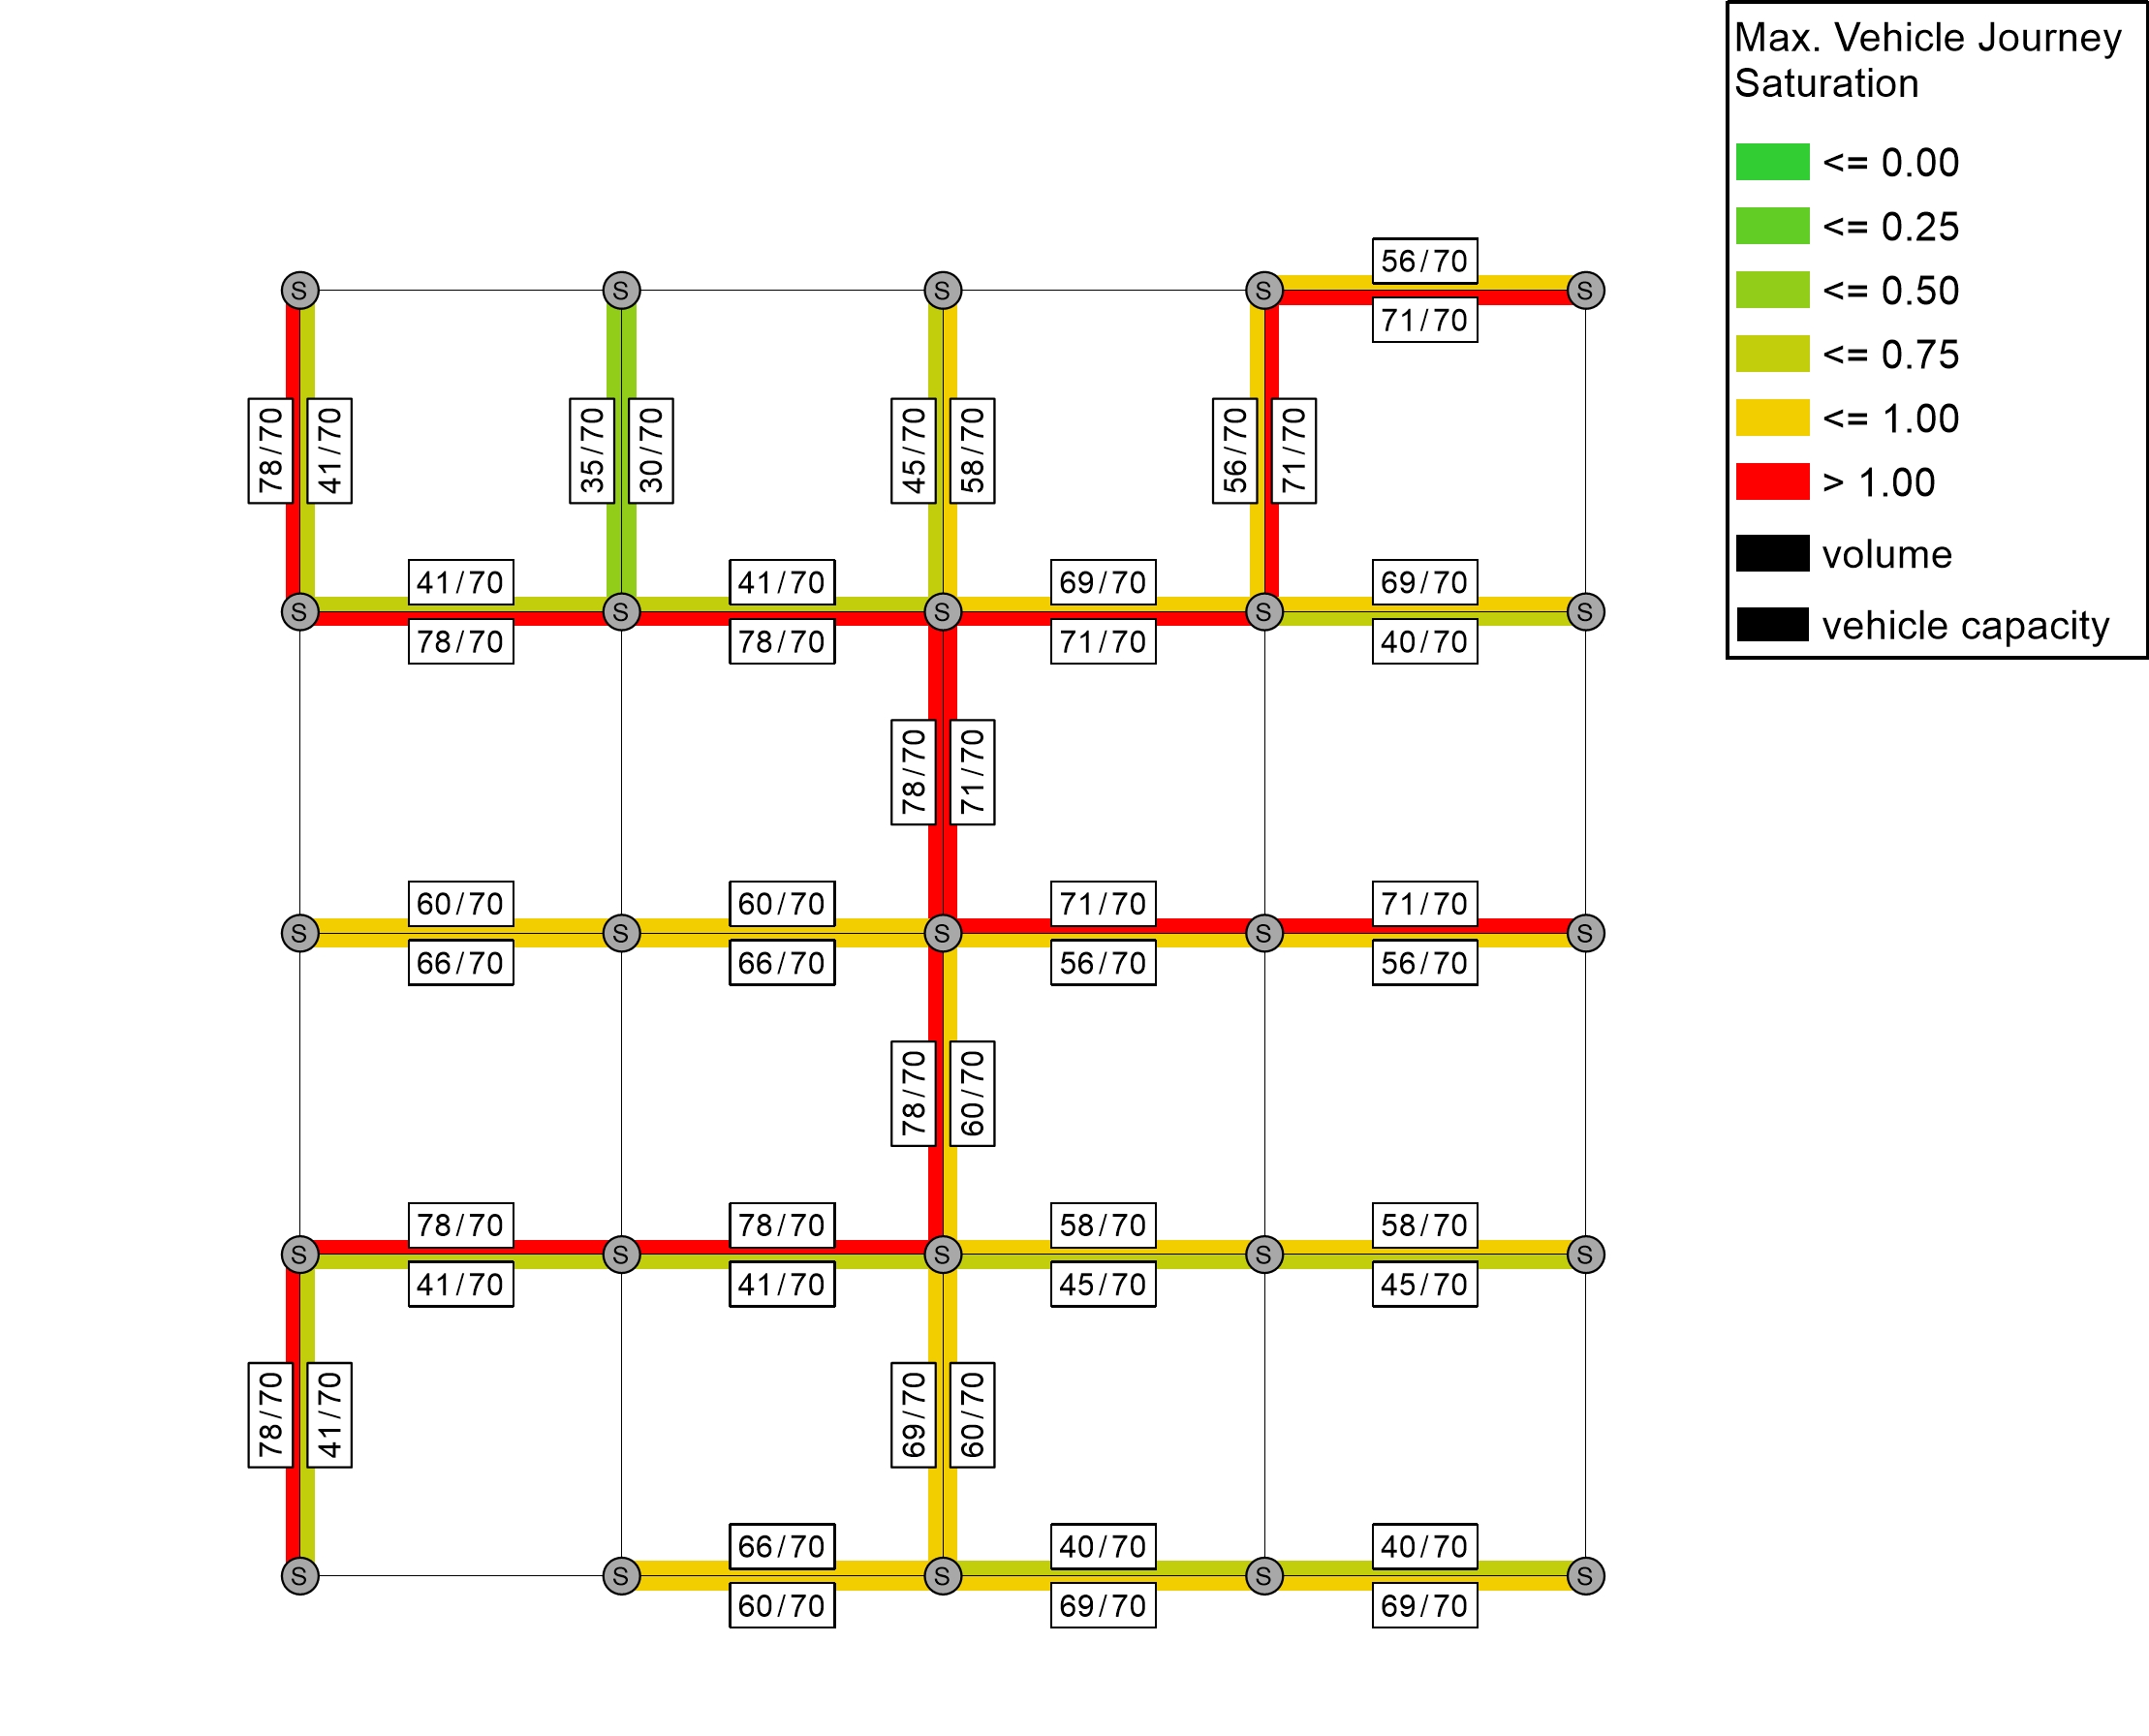 Max. Vehicle Journey
Saturation
<= 0.00
<= 0.25
<= 0.50
<= 0.75
<= 1.00
> 1.00
volume
vehicle capacity
56/70
S S S S S
71/70
78/70 41/70 35/70 30/70 45/70 58/70 56/70 71/70
41/70 41/70 69/70 69/70
S S S S S
78/70 78/70 71/70 40/70
78/70 71/70
60/70 60/70 71/70 71/70
S S S S S
66/70 66/70 56/70 56/70
78/70 60/70
78/70 78/70 58/70 58/70
S S S S S
41/70 41/70 45/70 45/70
78/70 41/70 69/70 60/70
66/70 40/70 40/70
S S S S S
60/70 69/70 69/70